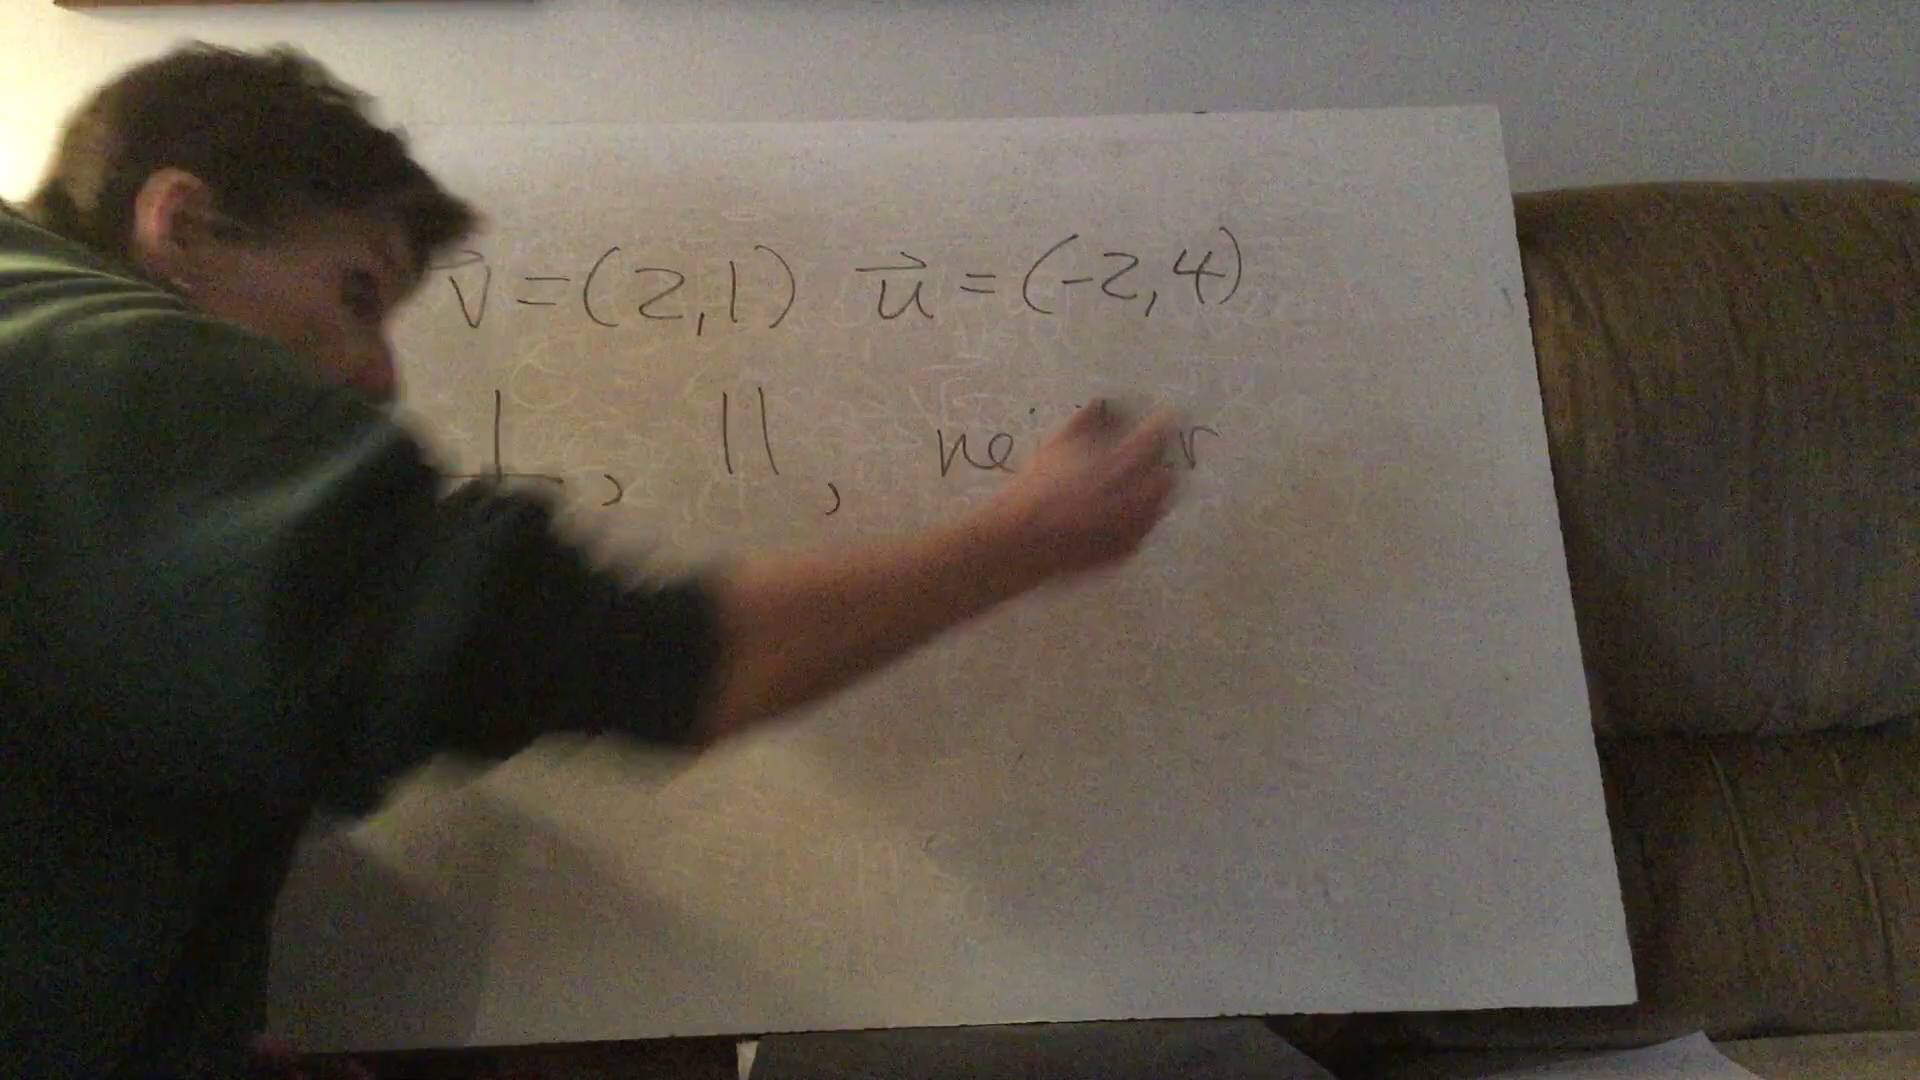 v⃗ = (2,1) u⃗ = (-2,4)
⊥, ||,